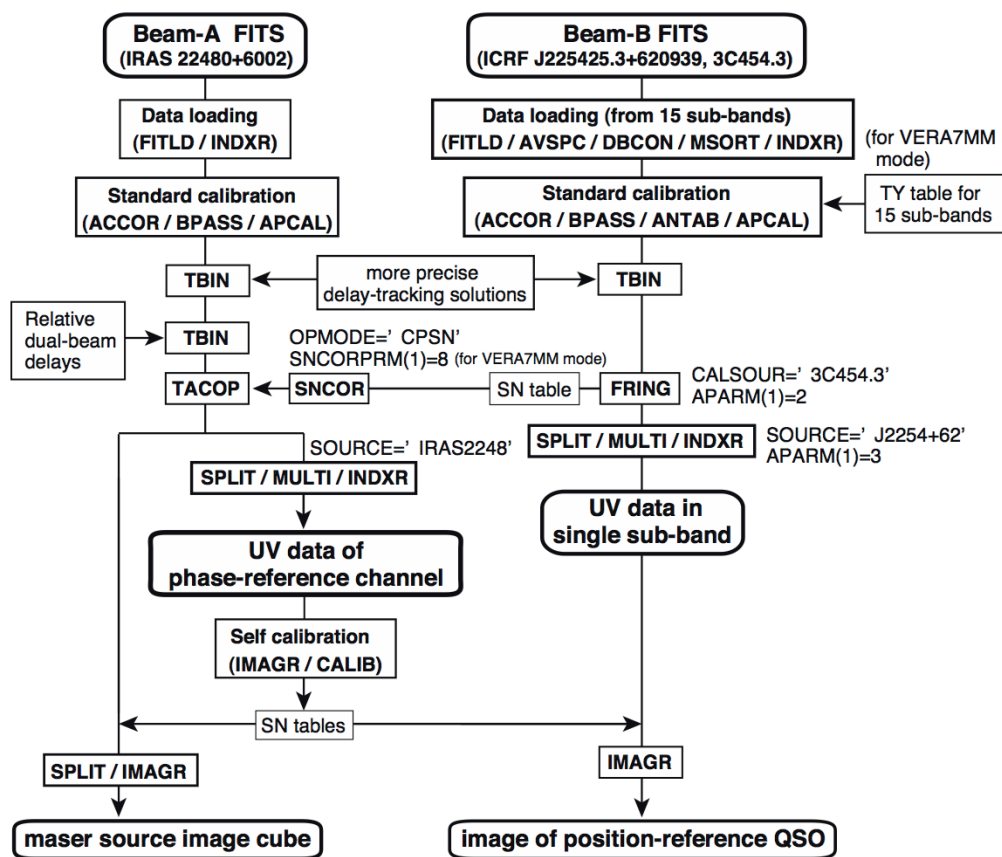 Beam-A FITS
(IRAS 22480+6002)
Beam-B FITS
(ICRF J225425.3+620939, 3C454.3)
Data loading
(FITLD / INDXR)
Data loading (from 15 sub-bands)
(FITLD / AVSPC / DBCON / MSORT / INDXR)
(for VERA7MM
mode)
Standard calibration
(ACCOR / BPASS / APCAL)
Standard calibration
(ACCOR / BPASS / ANTAB / APCAL)
TY table for
15 sub-bands
TBIN
more precise
delay-tracking solutions
TBIN
Relative
dual-beam
delays
TBIN
OPMODE=' CPSN'
SNCORPRM(1)=8 (for VERA7MM mode)
TACOP
SNCOR
SN table
FRING
CALSOUR=' 3C454.3'
APARM(1)=2
SOURCE=' IRAS2248'
SPLIT / MULTI / INDXR
SPLIT / MULTI / INDXR
SOURCE=' J2254+62'
APARM(1)=3
UV data of
phase-reference channel
UV data in
single sub-band
Self calibration
(IMAGR / CALIB)
SN tables
SPLIT / IMAGR
IMAGR
maser source image cube
image of position-reference QSO